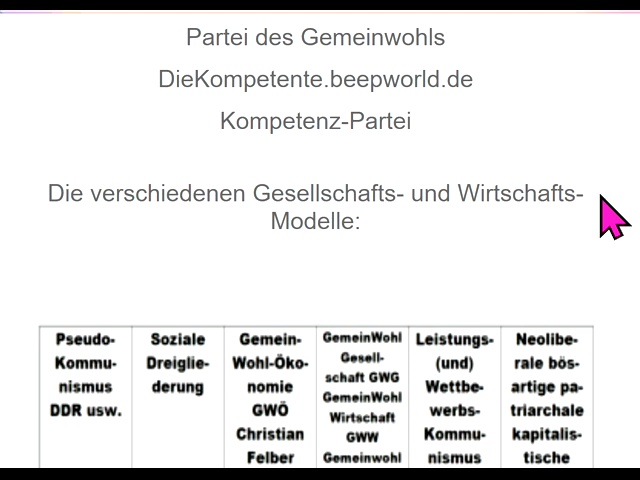 Partei des Gemeinwohls
DieKompetente.beepworld.de
Kompetenz-Partei
Die verschiedenen Gesellschafts- und Wirtschafts-
Modelle:
Pseudo-
Kommu-
nismus
DDR usw.
Soziale
Dreiglie-
derung
Gemein-
Wohl-Öko-
nomie
GWÖ
Christian
Felber
GemeinWohl
Gesell-
schaft GWG
GemeinWohl
Wirtschaft
GWW
Gemeinwohl
Leistungs-
(und)
Wettbe-
werbs-
Kommu-
nismus
Neolibe-
rale bös-
artige pa-
triarchale
kapitalis-
tische